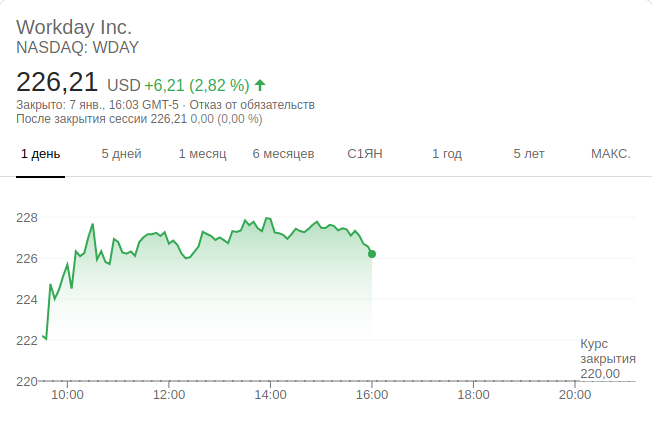 Workday Inc.
NASDAQ: WDAY
226,21 USD +6,21 (2,82 %)
Закрыто: 7 янв., 16:03 GMT-5 · Отказ от обязательств
После закрытия сессии 226,21 0,00 (0,00 %)
1 день 5 дней 1 месяц 6 месяцев С1ЯН 1 год 5 лет МАКС.
228
226
224
222
220
Курс
закрытия
220,00
10:00 12:00 14:00 16:00 18:00 20:00